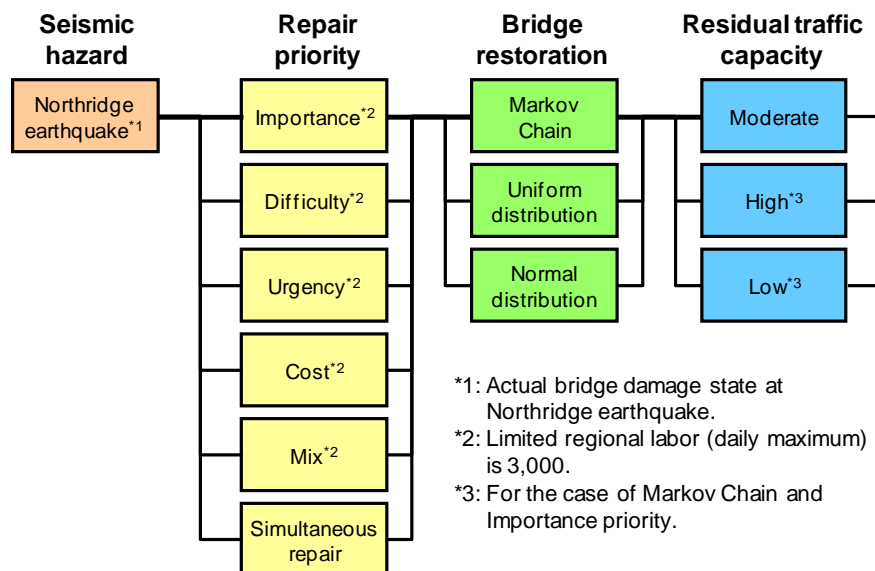 Seismic
hazard
Repair
priority
Bridge
restoration
Residual traffic
capacity
Northridge
earthquake*1
Importance*2
Markov
Chain
Moderate
Difficulty*2
Uniform
distribution
High*3
Urgency*2
Normal
distribution
Low*3
Cost*2
Mix*2
Simultaneous
repair
*1: Actual bridge damage state at
Northridge earthquake.
*2: Limited regional labor (daily maximum)
is 3,000.
*3: For the case of Markov Chain and
Importance priority.